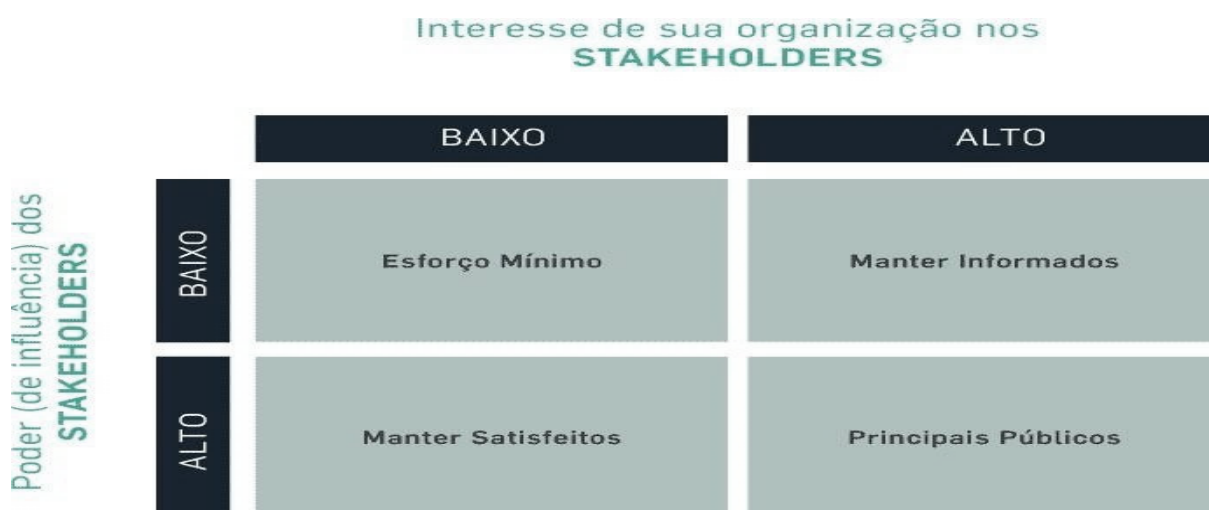 Interesse de sua organização nos
STAKEHOLDERS
BAIXO
ALTO
Poder (de influência) dos
STAKEHOLDERS
BAIXO
Esforço Mínimo
Manter Informados
ALTO
Manter Satisfeitos
Principais Públicos